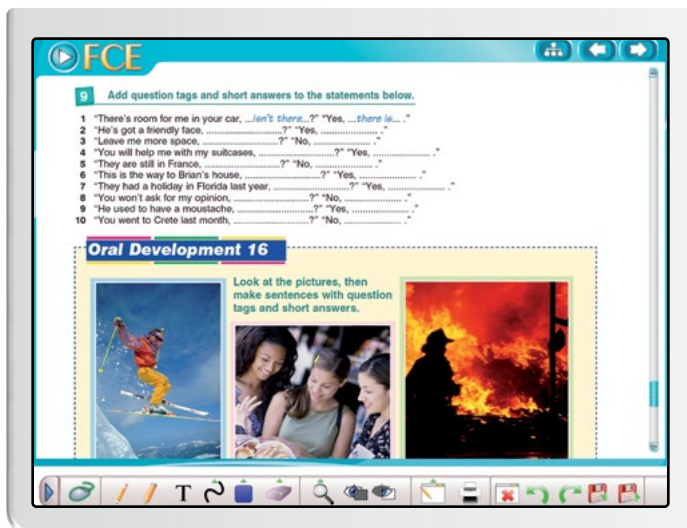 FCE
9 Add question tags and short answers to the statements below.
1 "There's room for me in your car, ...isn't there...?" "Yes, ...there is... ."
2 "He's got a friendly face, ..............................?" "Yes, ...................... ."
3 "Leave me more space, ..............................?" "No, ...................... ."
4 "You will help me with my suitcases, ..............................?" "Yes, ...................... ."
5 "They are still in France, ..............................?" "No, ...................... ."
6 "This is the way to Brian's house, ..............................?" "Yes, ...................... ."
7 "They had a holiday in Florida last year, ..............................?" "Yes, ...................... ."
8 "You won't ask for my opinion, ..............................?" "No, ...................... ."
9 "He used to have a moustache, ..............................?" "Yes, ...................... ."
10 "You went to Crete last month, ..............................?" "No, ...................... ."
Oral Development 16
Look at the pictures, then
make sentences with question
tags and short answers.
T